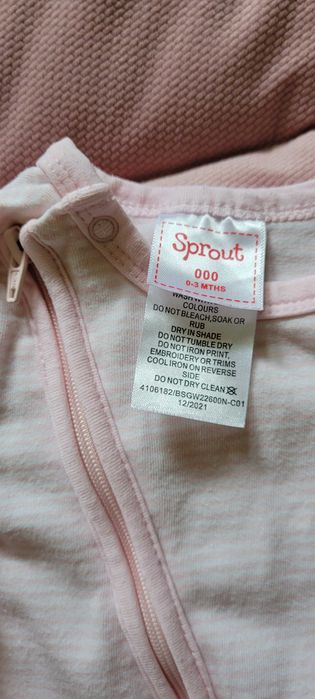 Sprout
000
0-3 MTHS
COLOURS
DO NOT BLEACH,SOAK OR
RUB
DRY IN SHADE
DO NOT TUMBLE DRY
DO NOT IRON PRINT,
EMBROIDERY OR TRIMS
COOL IRON ON REVERSE
SIDE
DO NOT DRY CLEAN
4106182/BSGW22600N-C01
12/2021